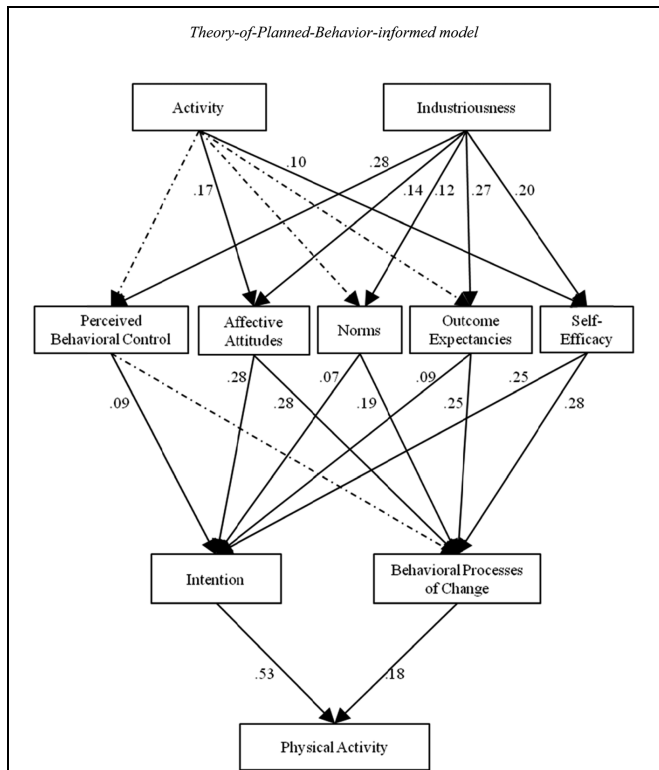 Theory-of-Planned-Behavior-informed model
Activity
Industriousness
.10
.28
.17
.14
.12
.27
.20
Perceived
Behavioral Control
Affective
Attitudes
Norms
Outcome
Expectancies
Self-
Efficacy
.09
.28
.28
.07
.19
.09
.25
.25
.28
Intention
Behavioral Processes
of Change
.53
.18
Physical Activity